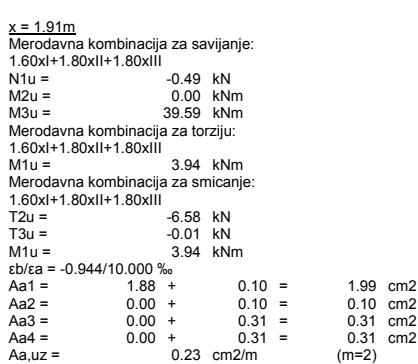 x = 1.91m
Merodavna kombinacija za savijanje:
1.60xI+1.80xII+1.80xIII
N1u = -0.49 kN
M2u = 0.00 kNm
M3u = 39.59 kNm
Merodavna kombinacija za torziju:
1.60xI+1.80xII+1.80xIII
M1u = 3.94 kNm
Merodavna kombinacija za smicanje:
1.60xI+1.80xII+1.80xIII
T2u = -6.58 kN
T3u = -0.01 kN
M1u = 3.94 kNm
εb/εa = -0.944/10.000 ‰
Aa1 = 1.88 + 0.10 = 1.99 cm2
Aa2 = 0.00 + 0.10 = 0.10 cm2
Aa3 = 0.00 + 0.31 = 0.31 cm2
Aa4 = 0.00 + 0.31 = 0.31 cm2
Aa,uz = 0.23 cm2/m (m=2)